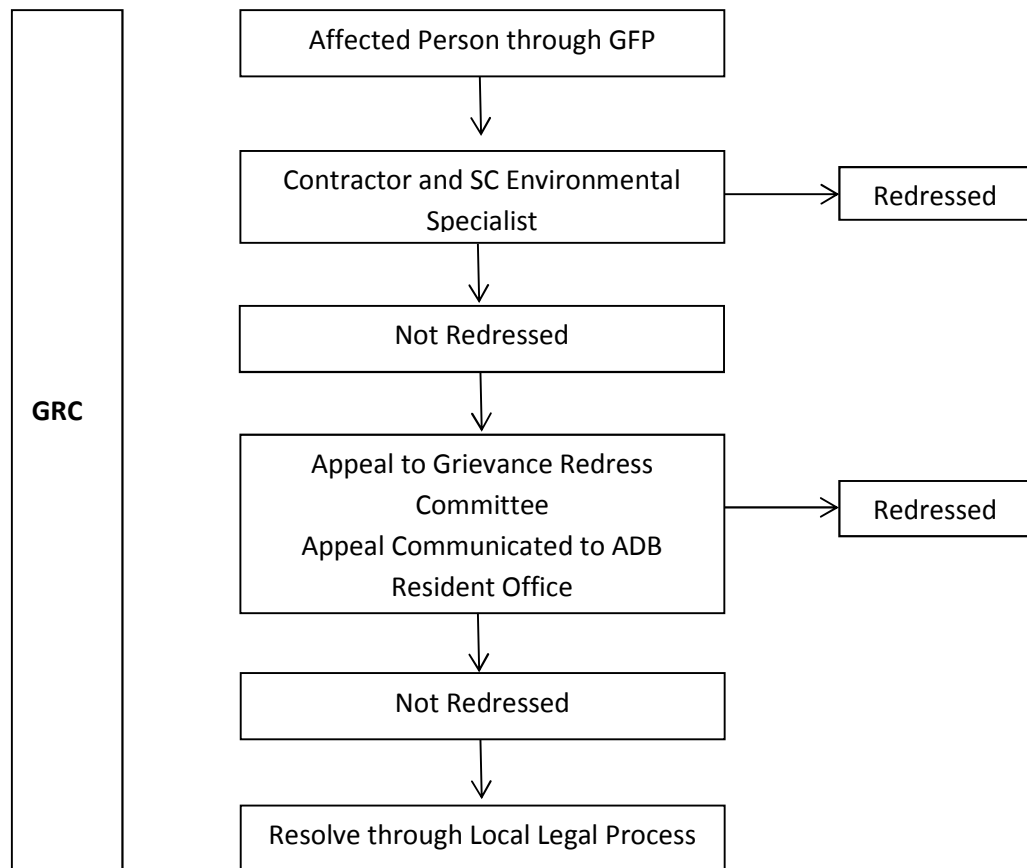 Affected Person through GFP
Contractor and SC Environmental
Specialist
Redressed
Not Redressed
GRC
Appeal to Grievance Redress
Committee
Appeal Communicated to ADB
Resident Office
Redressed
Not Redressed
Resolve through Local Legal Process